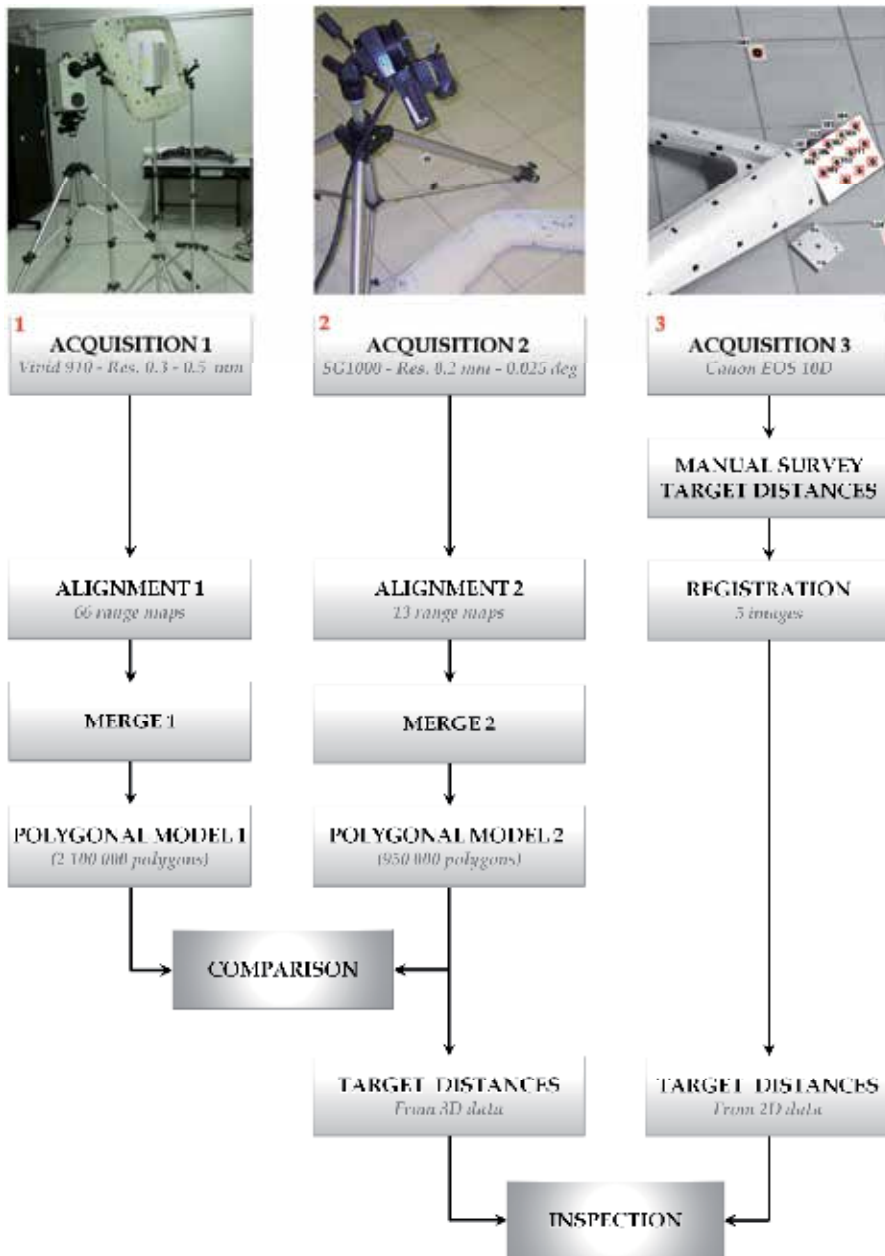 1
ACQUISITION 1
Vivid 910 - Res. 0.3 - 0.5 mm
2
ACQUISITION 2
SG1000 - Res. 0.2 mm - 0.025 deg
3
ACQUISITION 3
Canon EOS 10D
MANUAL SURVEY
TARGET DISTANCES
ALIGNMENT 1
66 range maps
ALIGNMENT 2
range maps
REGISTRATION
5 images
MERGE 1
MERGE 2
POLYGONAL MODEL 1
(2 100 000 polygons)
POLYGONAL MODEL 2
(950 000 polygons)
COMPARISON
TARGET DISTANCES
From 3D data
TARGET DISTANCES
From 2D data
INSPECTION